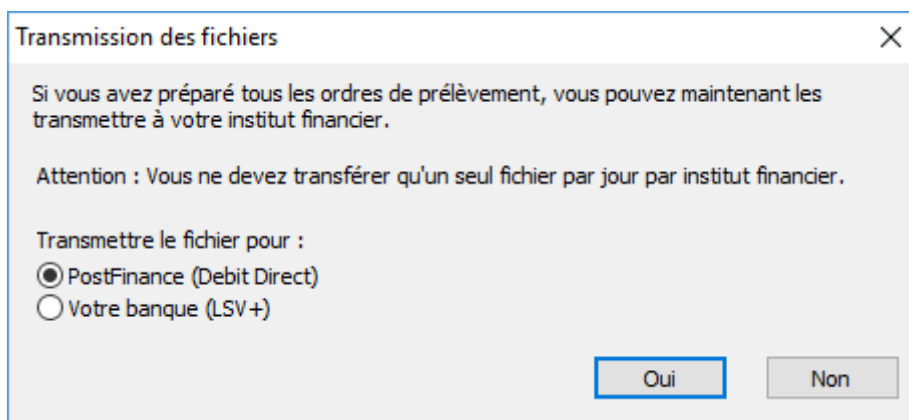 Transmission des fichiers
Si vous avez préparé tous les ordres de prélèvement, vous pouvez maintenant les
transmettre à votre institut financier.
Attention : Vous ne devez transférer qu'un seul fichier par jour par institut financier.
Transmettre le fichier pour :
PostFinance (Debit Direct)
Votre banque (LSV+)
Oui
Non